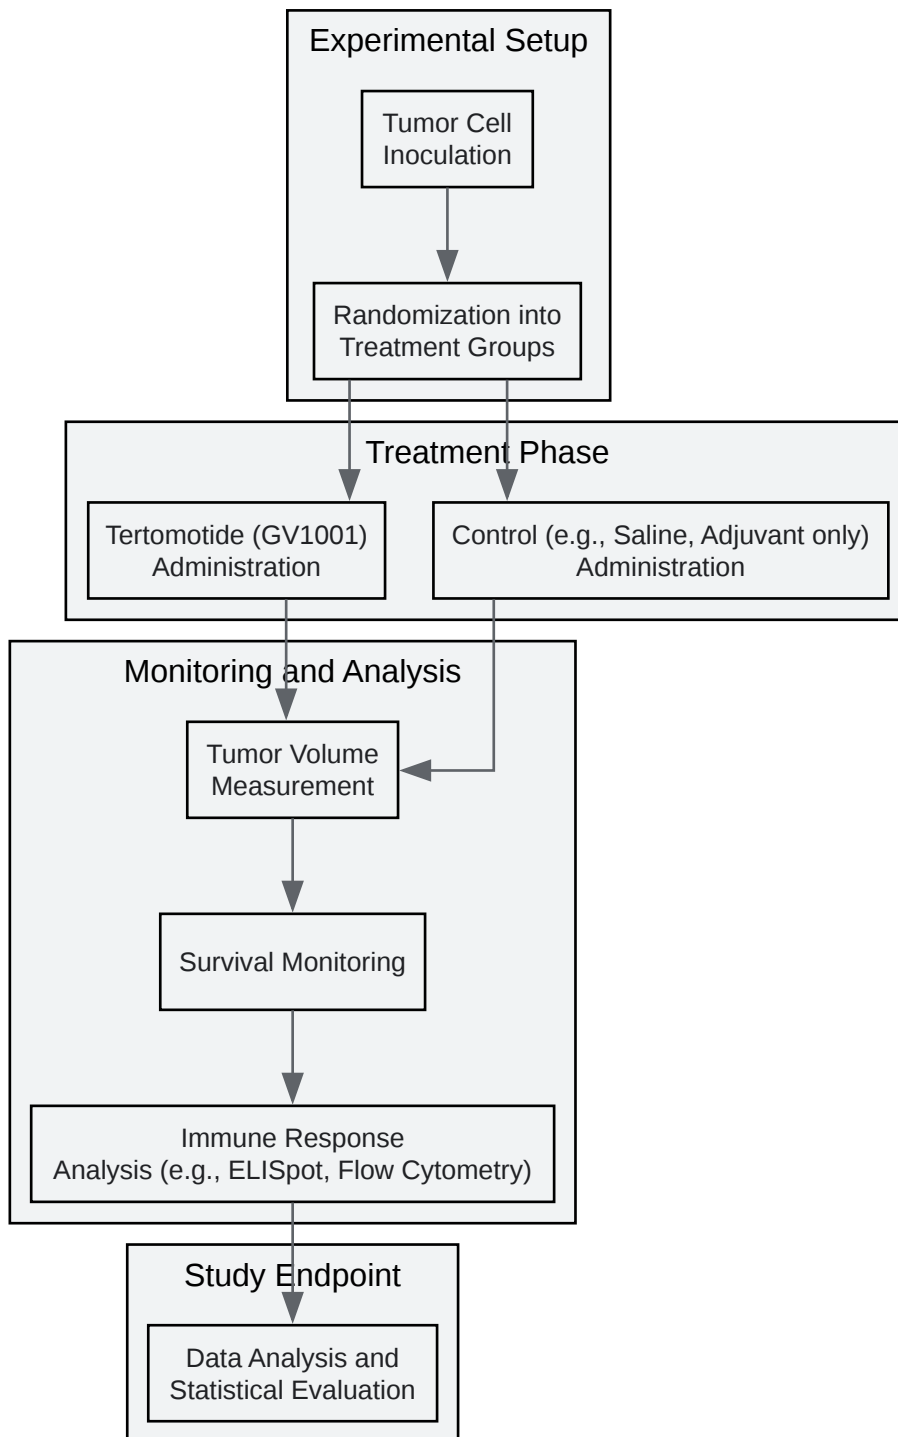 Experimental Setup
Tumor Cell
Inoculation
Randomization into
Treatment Groups
Treatment Phase
Tertomotide (GV1001)
Administration
Control (e.g., Saline, Adjuvant only)
Administration
Monitoring and Analysis
Tumor Volume
Measurement
Survival Monitoring
Immune Response
Analysis (e.g., ELISpot, Flow Cytometry)
Study Endpoint
Data Analysis and
Statistical Evaluation